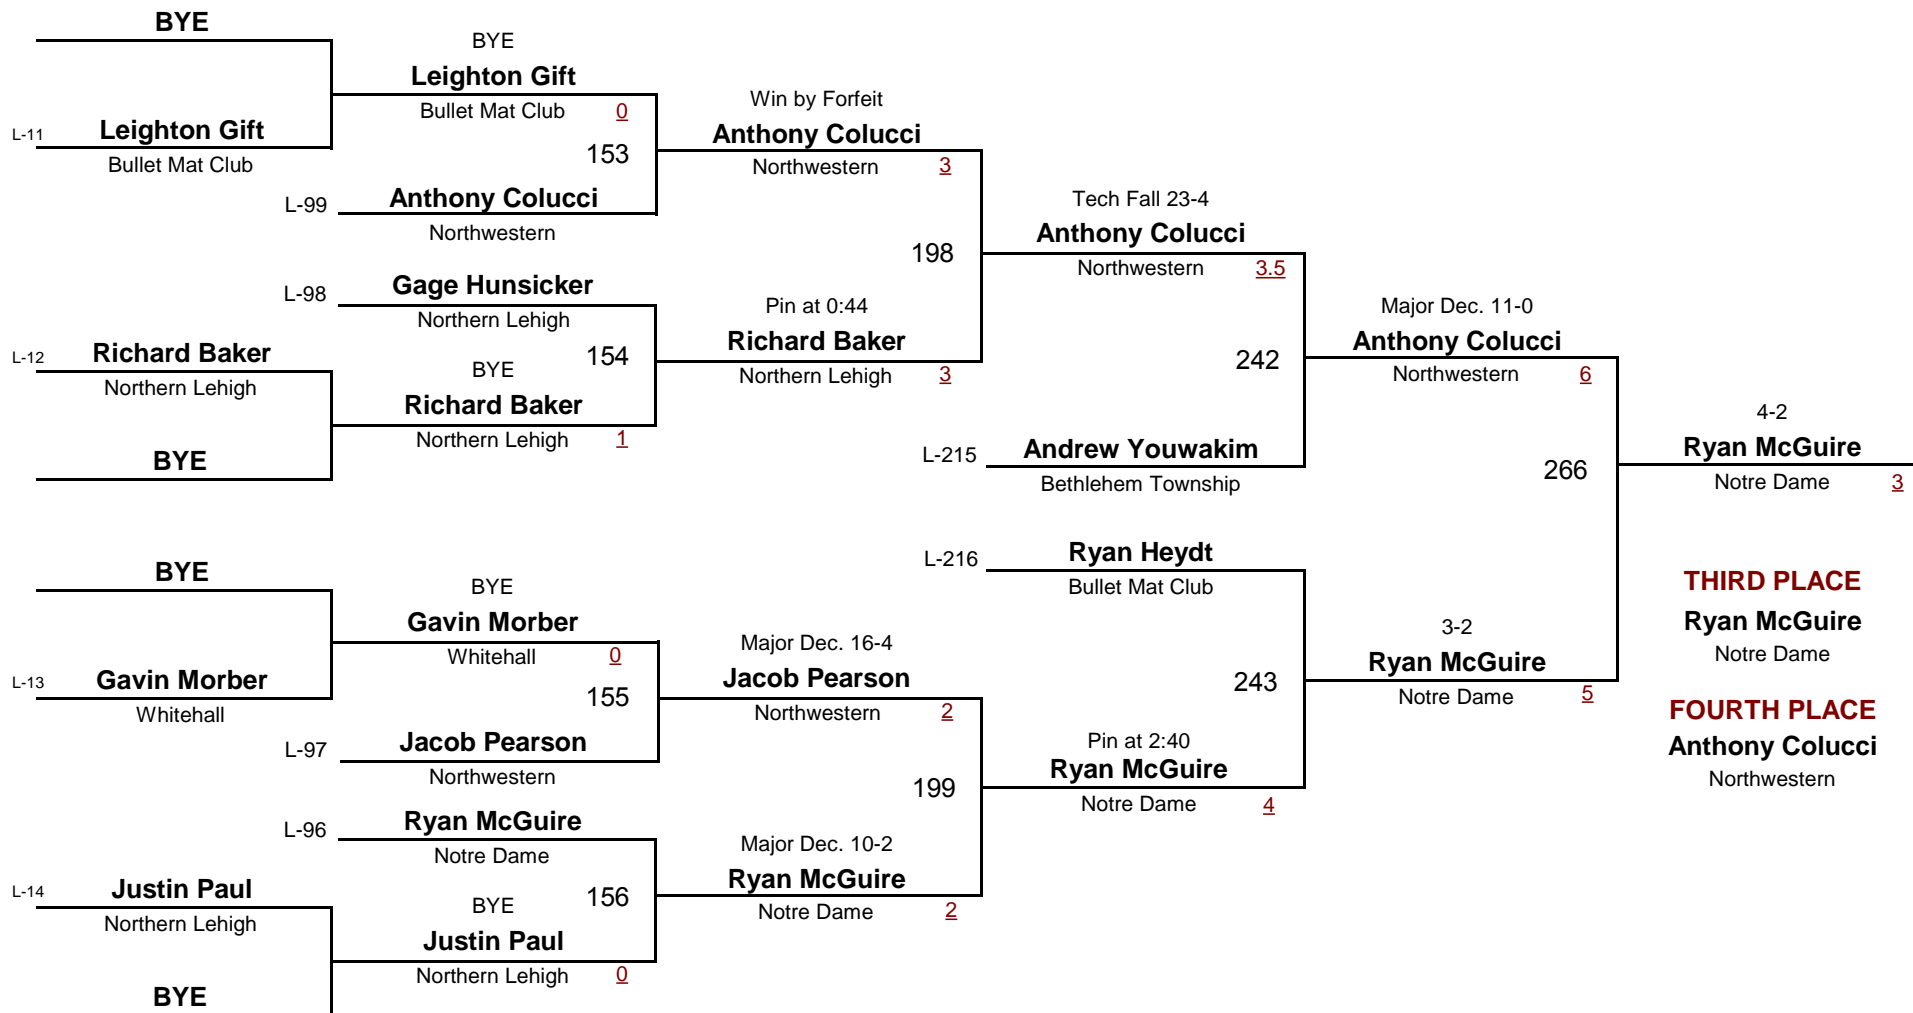 BYE
L-11 Leighton Gift
Bullet Mat Club
BYE
Leighton Gift
Bullet Mat Club 0
153
L-99 Anthony Colucci
Northwestern
Win by Forfeit
Anthony Colucci
Northwestern 3
L-98 Gage Hunsicker
Northern Lehigh
L-12 Richard Baker
Northern Lehigh
BYE
BYE
Richard Baker
Northern Lehigh 1
154
Pin at 0:44
Richard Baker
Northern Lehigh 3
198
Tech Fall 23-4
Anthony Colucci
Northwestern 3.5
L-215 Andrew Youwakim
Bethlehem Township
242
Major Dec. 11-0
Anthony Colucci
Northwestern 6
BYE
L-13 Gavin Morber
Whitehall
BYE
Gavin Morber
Whitehall 0
155
L-97 Jacob Pearson
Northwestern
Major Dec. 16-4
Jacob Pearson
Northwestern 2
L-96 Ryan McGuire
Notre Dame
L-14 Justin Paul
Northern Lehigh
BYE
BYE
Justin Paul
Northern Lehigh 0
156
Major Dec. 10-2
Ryan McGuire
Notre Dame 2
199
Pin at 2:40
Ryan McGuire
Notre Dame 4
L-216 Ryan Heydt
Bullet Mat Club
243
3-2
Ryan McGuire
Notre Dame 5
266
4-2
Ryan McGuire
Notre Dame 3
THIRD PLACE
Ryan McGuire
Notre Dame
FOURTH PLACE
Anthony Colucci
Northwestern